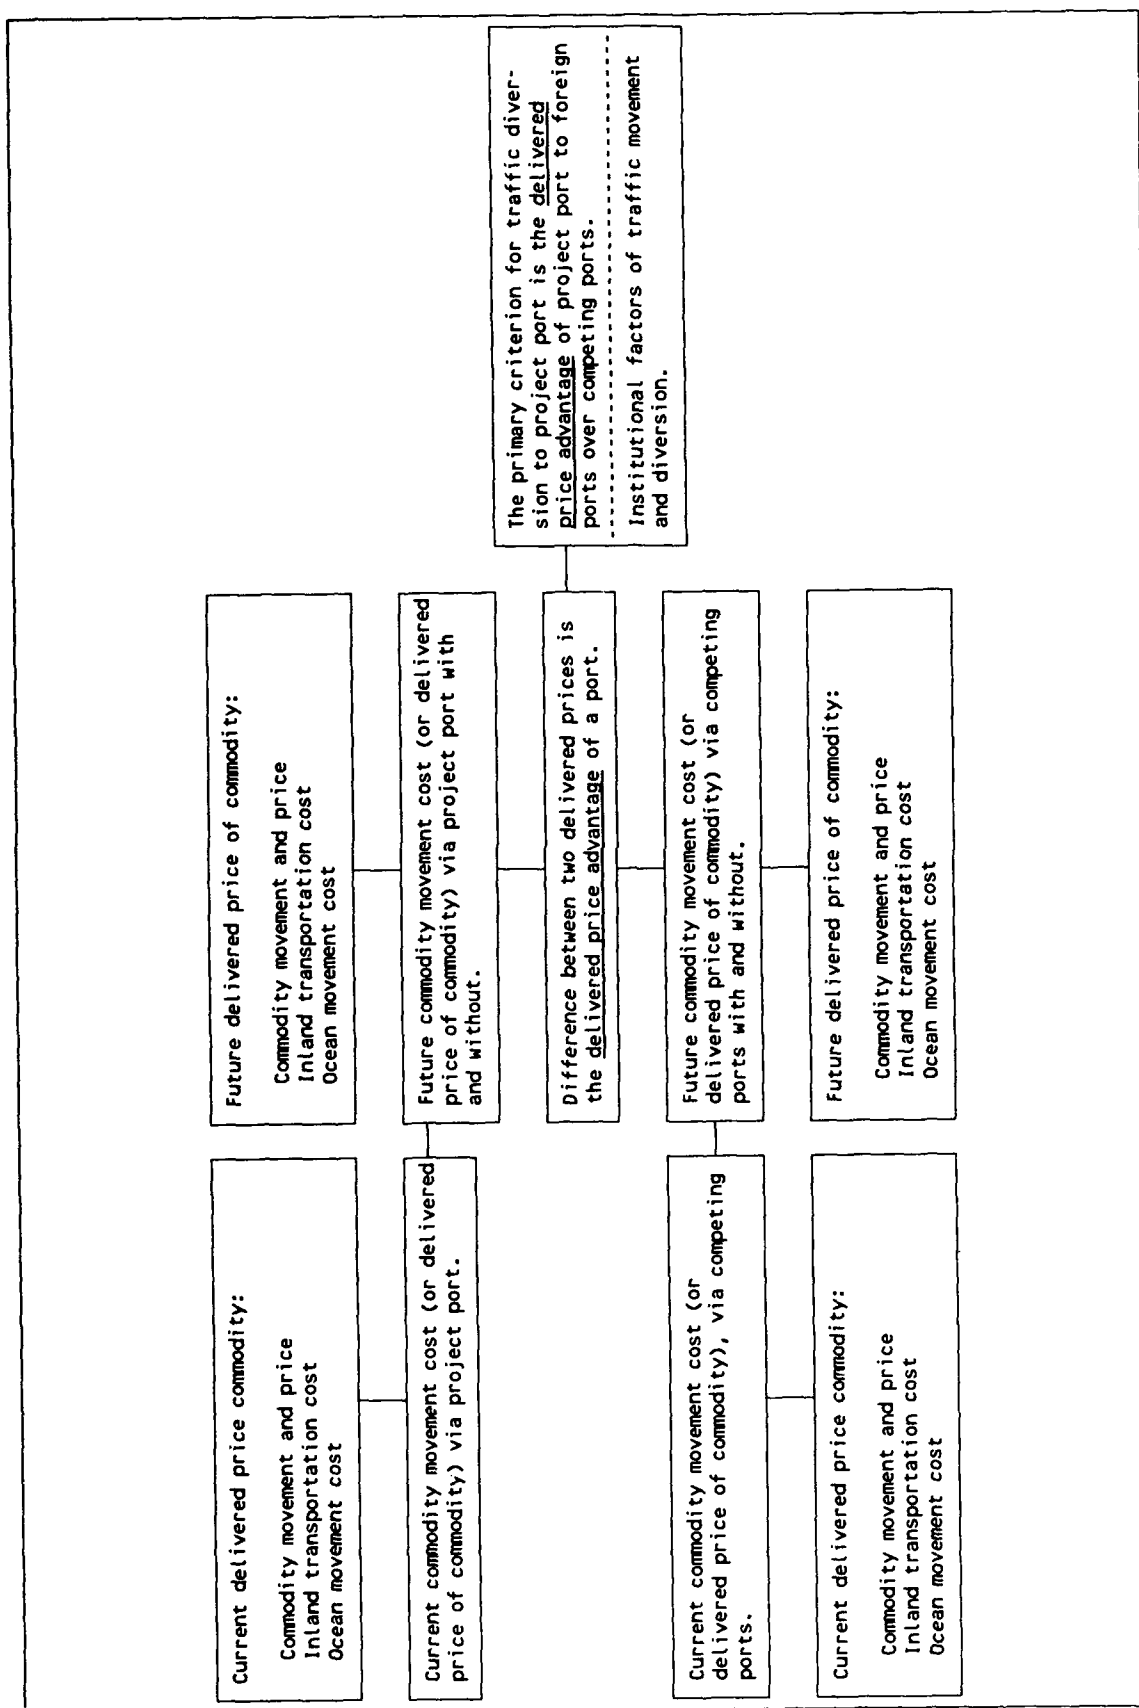 Current delivered price commodity:
Commodity movement and price
Inland transportation cost
Ocean movement cost
Current commodity movement cost (or delivered
price of commodity) via project port.
Current commodity movement cost (or
delivered price of commodity), via competing
ports.
Current delivered price commodity:
Commodity movement and price
Inland transportation cost
Ocean movement cost
Future delivered price of commodity:
Commodity movement and price
Inland transportation cost
Ocean movement cost
Future commodity movement cost (or delivered
price of commodity) via project port with
and without.
Difference between two delivered prices is
the delivered price advantage of a port.
Future commodity movement cost (or
delivered price of commodity) via competing
ports with and without.
Future delivered price of commodity:
Commodity movement and price
Inland transportation cost
Ocean movement cost
The primary criterion for traffic diver-
sion to project port is the delivered
price advantage of project port to foreign
ports over competing ports.
Institutional factors of traffic movement
and diversion.